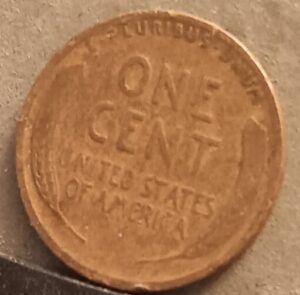 E·PLURIBUS·UNUM
ONE
CENT
UNITED STATES
OF AMERICA